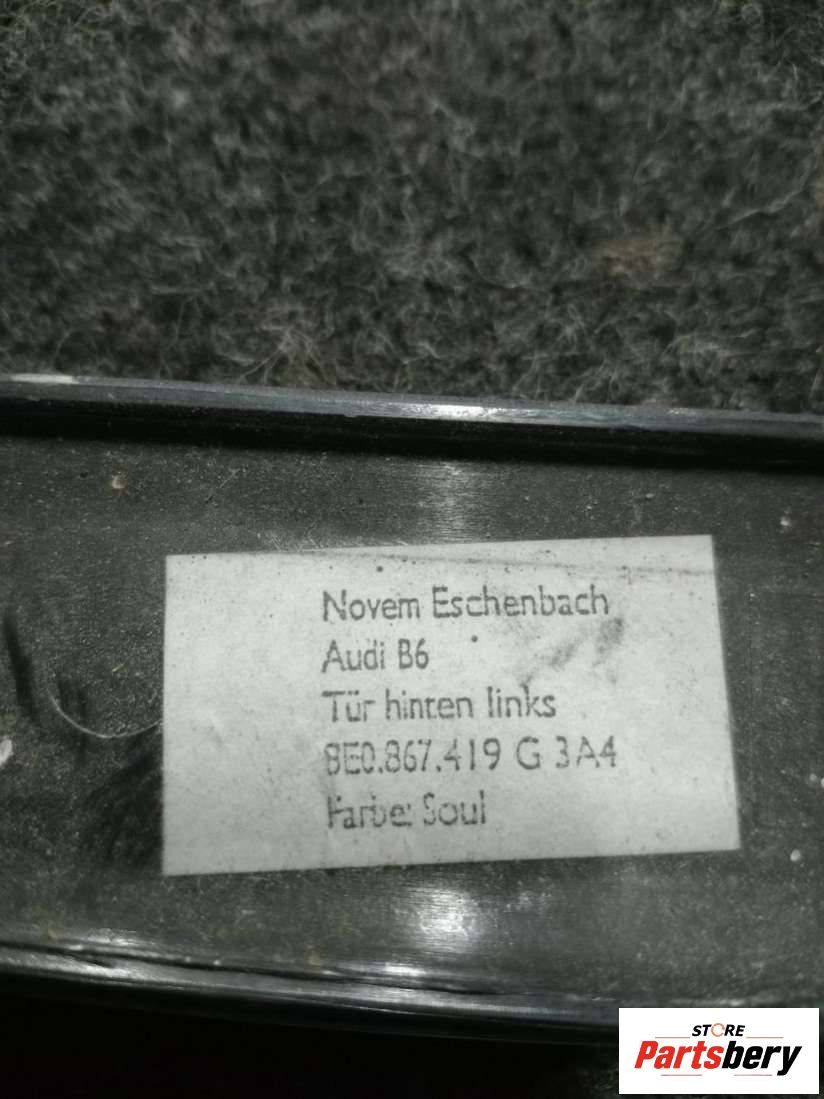 Novem Eschenbach
Audi B6
Tür hinten links
8E0.867.419 G 3A4
Farbe: Soul
STORE
Partsbery